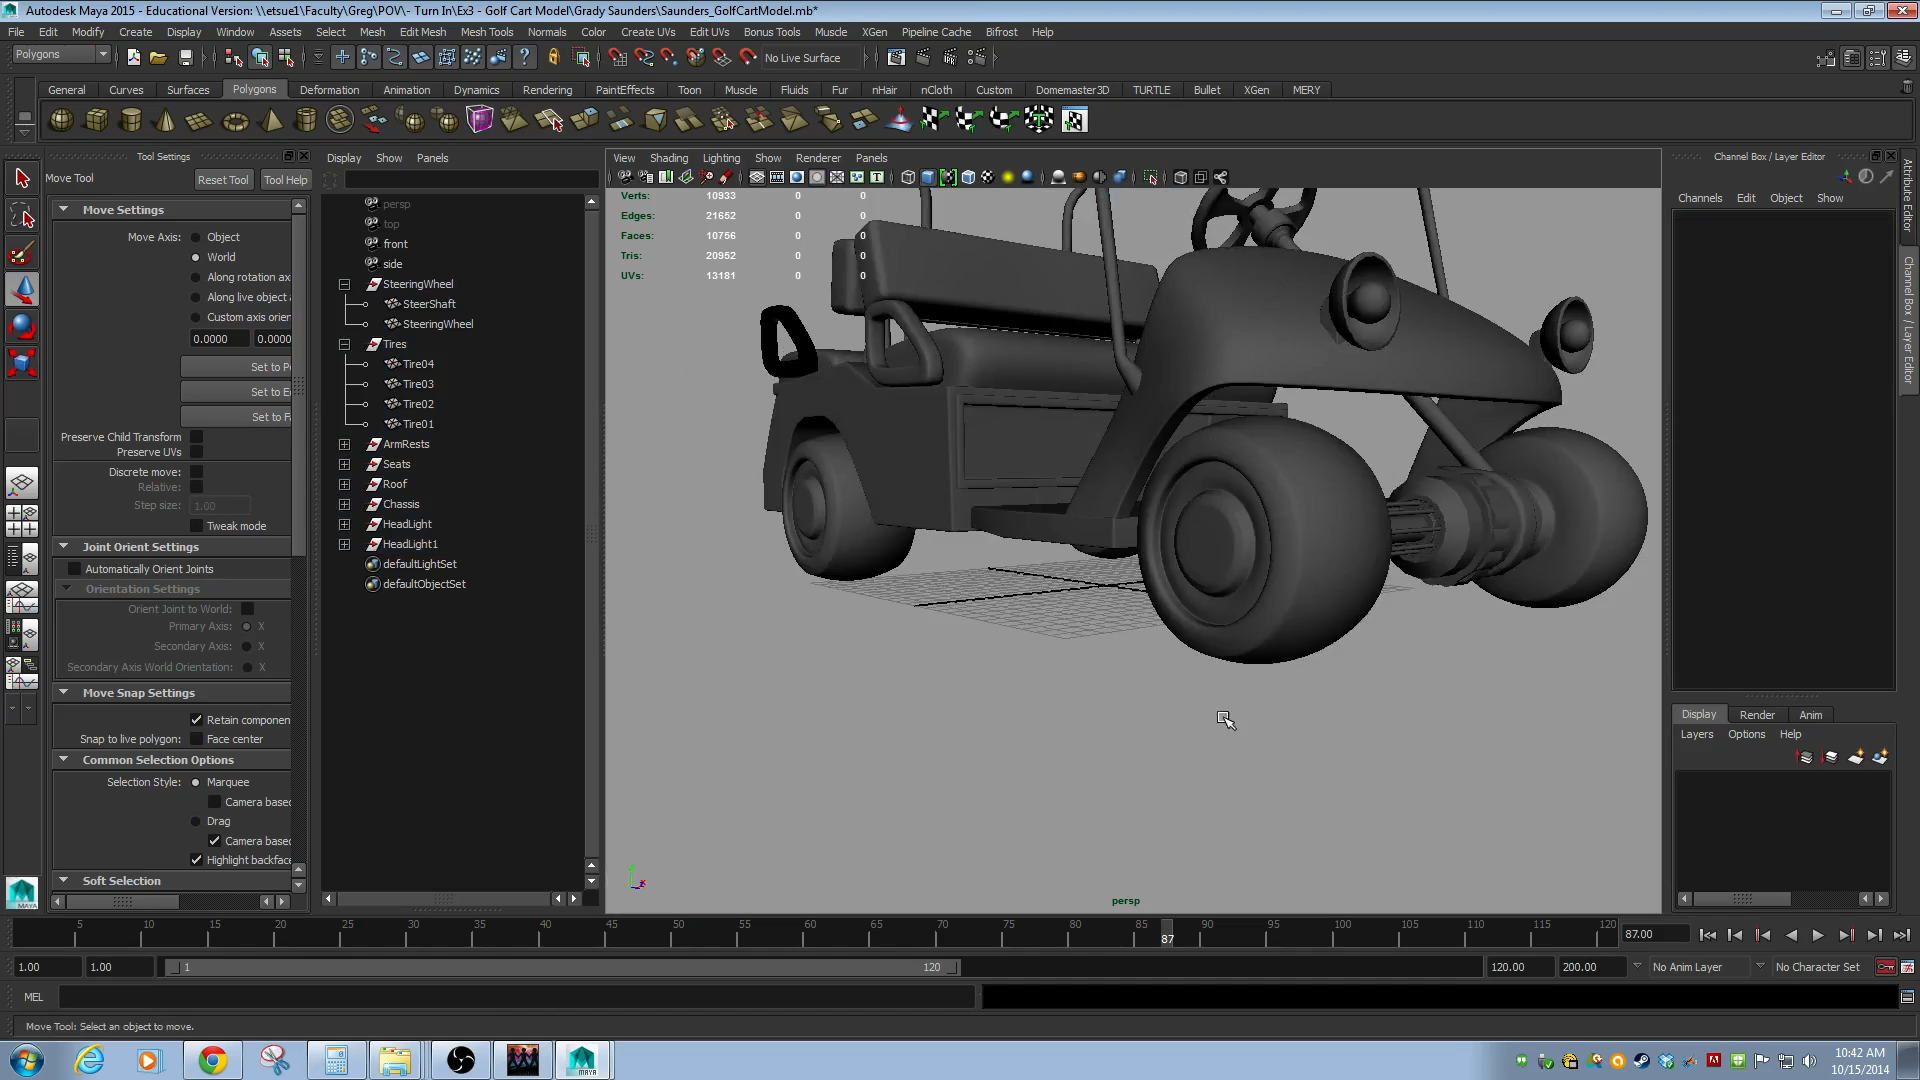 Autodesk Maya 2015 - Educational Version: \\etsue1\Faculty\Greg\POV\- Turn In\Ex3 - Golf Cart Model\Grady Saunders\Saunders_GolfCartModel.mb*
File Edit Modify Create Display Window Assets Select Mesh Edit Mesh Mesh Tools Normals Color Create UVs Edit UVs Bonus Tools Muscle XGen Pipeline Cache Bifrost Help
Polygons
No Live Surface
General Curves Surfaces Polygons Deformation Animation Dynamics Rendering PaintEffects Toon Muscle Fluids Fur nHair nCloth Custom Domemaster3D TURTLE Bullet XGen MERY
Tool Settings
Move Tool
Reset Tool
Tool Help
Move Settings
Move Axis:
Object
World
Along rotation ax
Along live object
Custom axis orien
0.0000 0.0000
Set to P
Set to E
Set to F
Preserve Child Transform
Preserve UVs
Discrete move:
Relative:
Step size: 1.00
Tweak mode
Joint Orient Settings
Automatically Orient Joints
Orientation Settings
Orient Joint to World:
Primary Axis: X
Secondary Axis: X
Secondary Axis World Orientation: X
Move Snap Settings
Retain componen
Snap to live polygon: Face center
Common Selection Options
Selection Style: Marquee
Camera based
Drag
Camera based
Highlight backface
Soft Selection
MAYA
Display Show Panels
persp
top
front
side
SteeringWheel
SteerShaft
SteeringWheel
Tires
Tire04
Tire03
Tire02
Tire01
ArmRests
Seats
Roof
Chassis
HeadLight
HeadLight1
defaultLightSet
defaultObjectSet
View Shading Lighting Show Renderer Panels
Verts: 10933 0 0
Edges: 21652 0 0
Faces: 10756 0 0
Tris: 20952 0 0
UVs: 13181 0 0
persp
Channel Box / Layer Editor
Channels Edit Object Show
Attribute Editor
Channel Box / Layer Editor
Display Render Anim
Layers Options Help
5 10 15 20 25 30 35 40 45 50 55 60 65 70 75 80 85 90 95 100 105 110 115 120
87
87.00
1.00 1.00 1 120 120.00 200.00 No Anim Layer No Character Set
MEL
Move Tool: Select an object to move.
10:42 AM
10/15/2014